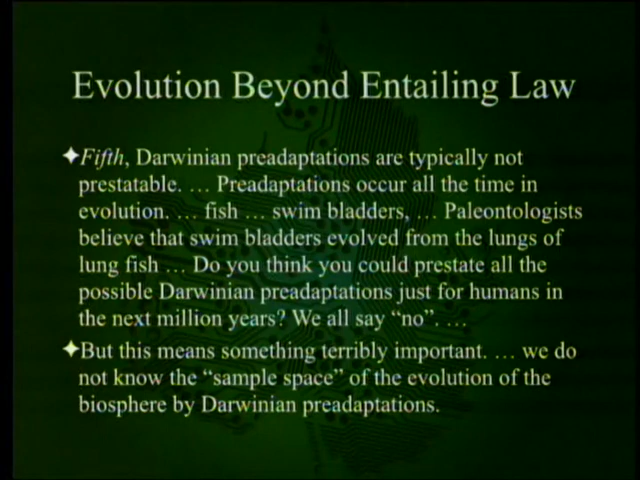 Evolution Beyond Entailing Law
✦Fifth, Darwinian preadaptations are typically not
prestatable. … Preadaptations occur all the time in
evolution. … fish … swim bladders, … Paleontologists
believe that swim bladders evolved from the lungs of
lung fish … Do you think you could prestate all the
possible Darwinian preadaptations just for humans in
the next million years? We all say “no”. …
✦But this means something terribly important. … we do
not know the “sample space” of the evolution of the
biosphere by Darwinian preadaptations.